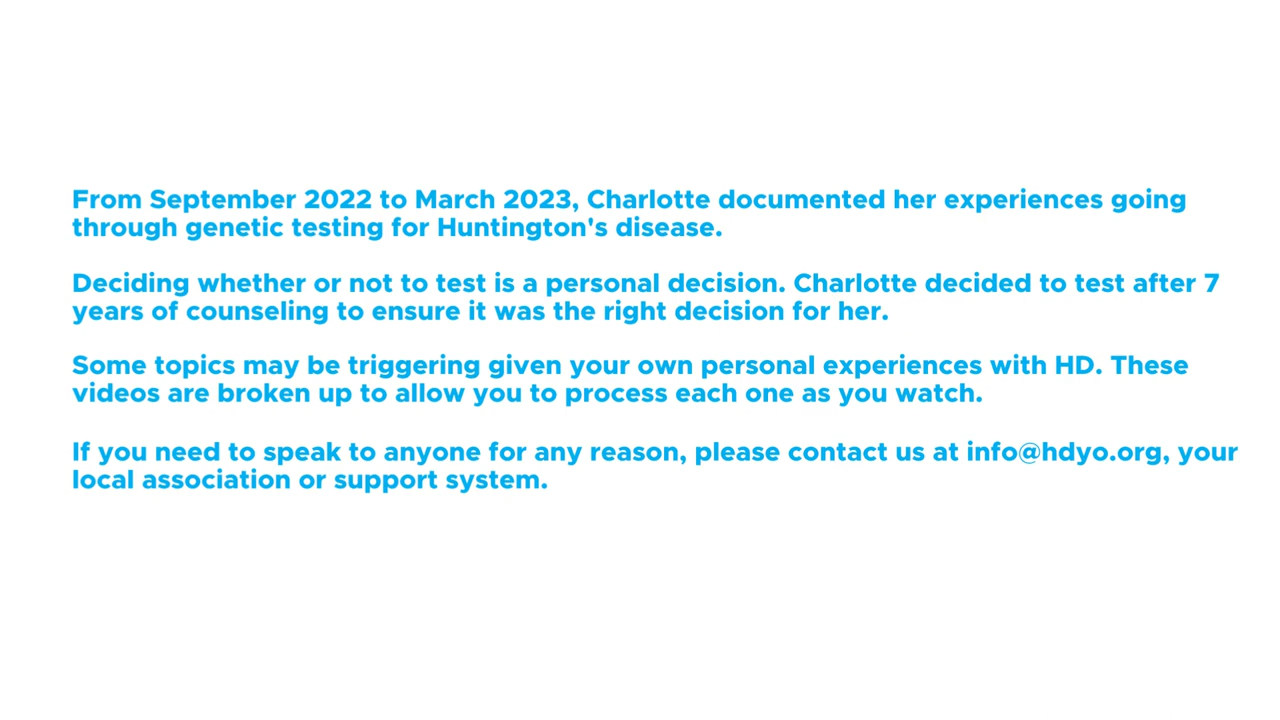 From September 2022 to March 2023, Charlotte documented her experiences going
through genetic testing for Huntington's disease.
Deciding whether or not to test is a personal decision. Charlotte decided to test after 7
years of counseling to ensure it was the right decision for her.
Some topics may be triggering given your own personal experiences with HD. These
videos are broken up to allow you to process each one as you watch.
If you need to speak to anyone for any reason, please contact us at info@hdyo.org, your
local association or support system.